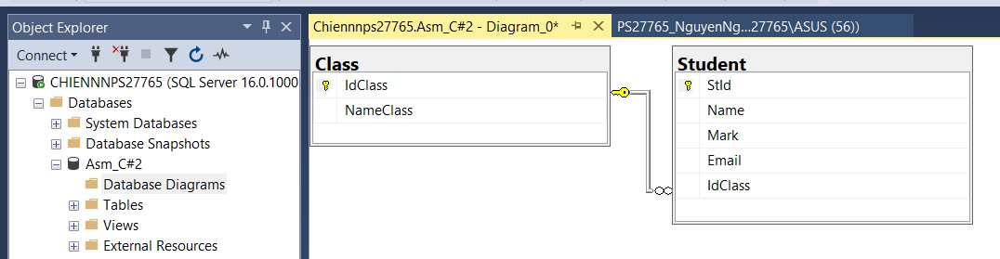 Object Explorer
Connect
CHIENNNPS27765 (SQL Server 16.0.1000
Databases
System Databases
Database Snapshots
Asm_C#2
Database Diagrams
Tables
Views
External Resources
Chiennnps27765.Asm_C#2 - Diagram_0*
PS27765_NguyenNg...27765\ASUS (56))
Class
IdClass
NameClass
Student
StId
Name
Mark
Email
IdClass